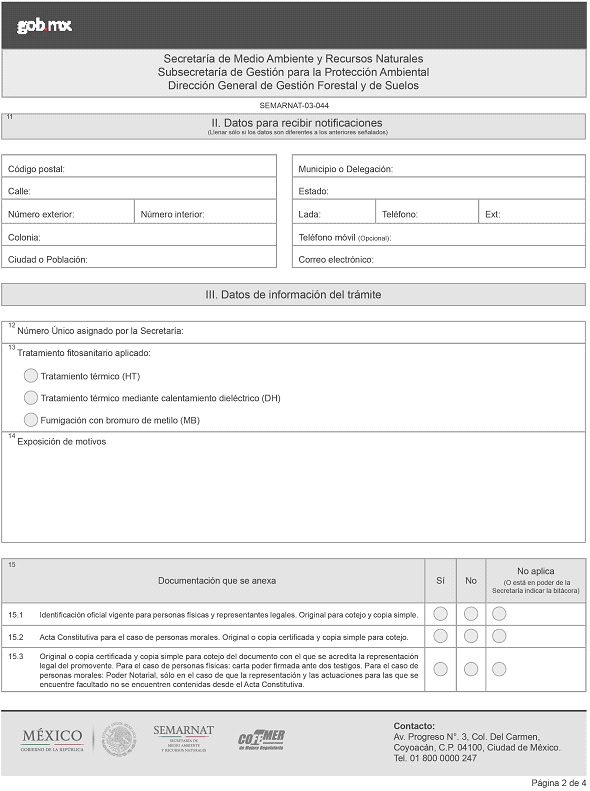 gob.mx
Secretaría de Medio Ambiente y Recursos Naturales
Subsecretaría de Gestión para la Protección Ambiental
Dirección General de Gestión Forestal y de Suelos
SEMARNAT-03-044
11
II. Datos para recibir notificaciones
(Llenar sólo si los datos son diferentes a los anteriores señalados)
Código postal:
Calle:
Número exterior: Número interior:
Colonia:
Ciudad o Población:
Municipio o Delegación:
Estado:
Lada: Teléfono: Ext:
Teléfono móvil (Opcional):
Correo electrónico:
III. Datos de información del trámite
12 Número Único asignado por la Secretaría:
13 Tratamiento fitosanitario aplicado:
Tratamiento térmico (HT)
Tratamiento térmico mediante calentamiento dieléctrico (DH)
Fumigación con bromuro de metilo (MB)
14 Exposición de motivos
15
Documentación que se anexa Sí No No aplica
(O está en poder de la
Secretaría indicar la bitácora)
15.1 Identificación oficial vigente para personas físicas y representantes legales. Original para cotejo y copia simple.
15.2 Acta Constitutiva para el caso de personas morales. Original o copia certificada y copia simple para cotejo.
15.3 Original o copia certificada y copia simple para cotejo del documento con el que se acredita la representación
legal del promovente. Para el caso de personas físicas: carta poder firmada ante dos testigos. Para el caso de
personas morales: Poder Notarial, sólo en el caso de que la representación y las actuaciones para las que se
encuentre facultado no se encuentren contenidas desde el Acta Constitutiva.
MÉXICO
GOBIERNO DE LA REPÚBLICA
SEMARNAT
SECRETARÍA DE
MEDIO AMBIENTE
Y RECURSOS NATURALES
COFEMER
de Mejora Regulatoria
Contacto:
Av. Progreso N°. 3, Col. Del Carmen,
Coyoacán, C.P. 04100, Ciudad de México.
Tel. 01 800 0000 247
Página 2 de 4